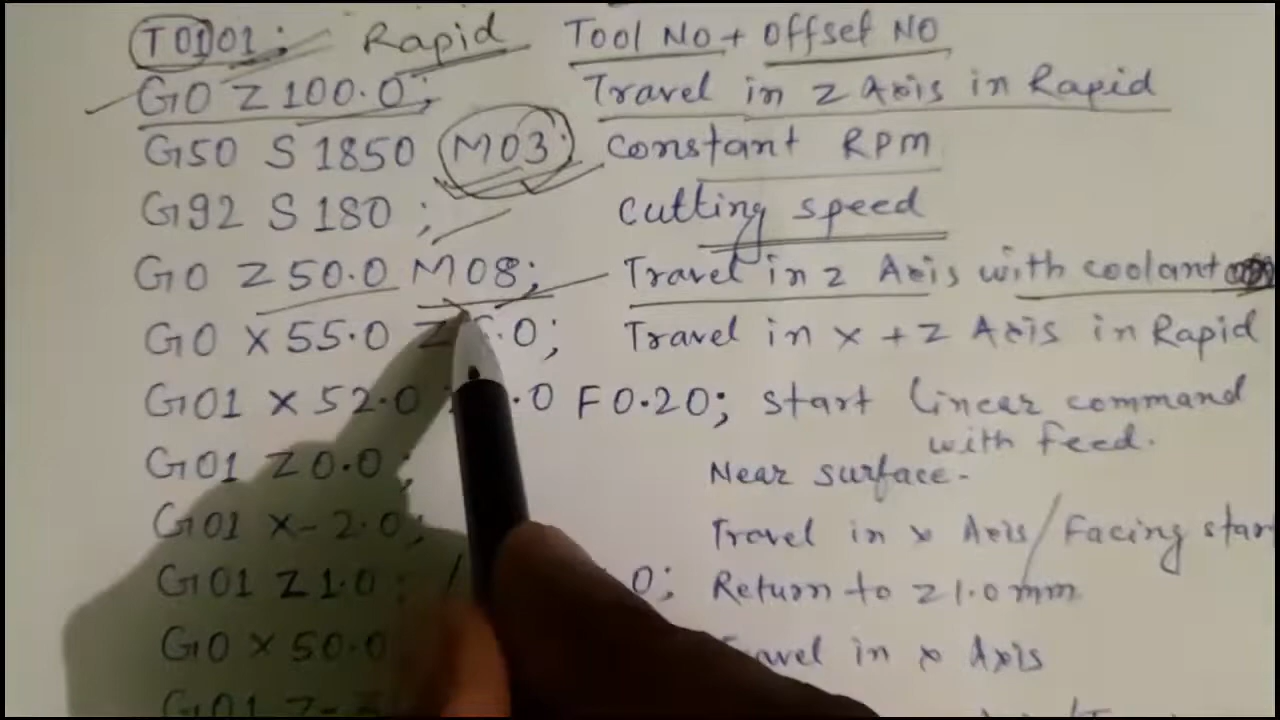 T0101; Rapid Tool No + Offset No
G0 Z100.0; Travel in Z Axis in Rapid
G50 S1850 M03; Constant RPM
G92 S180; Cutting speed
G0 Z50.0 M08; Travel in z Axis with coolant
G0 X55.0 Z .0; Travel in x + z Axis in Rapid
G01 X52.0 .0 F0.20; start linear command
with feed.
G01 Z0.0; Near surface.
G01 X-2.0; Travel in x Axis/Facing start
G01 Z1.0; / 0; Return to z1.0mm
G0 X50.0 Travel in x Axis
G01 Z-